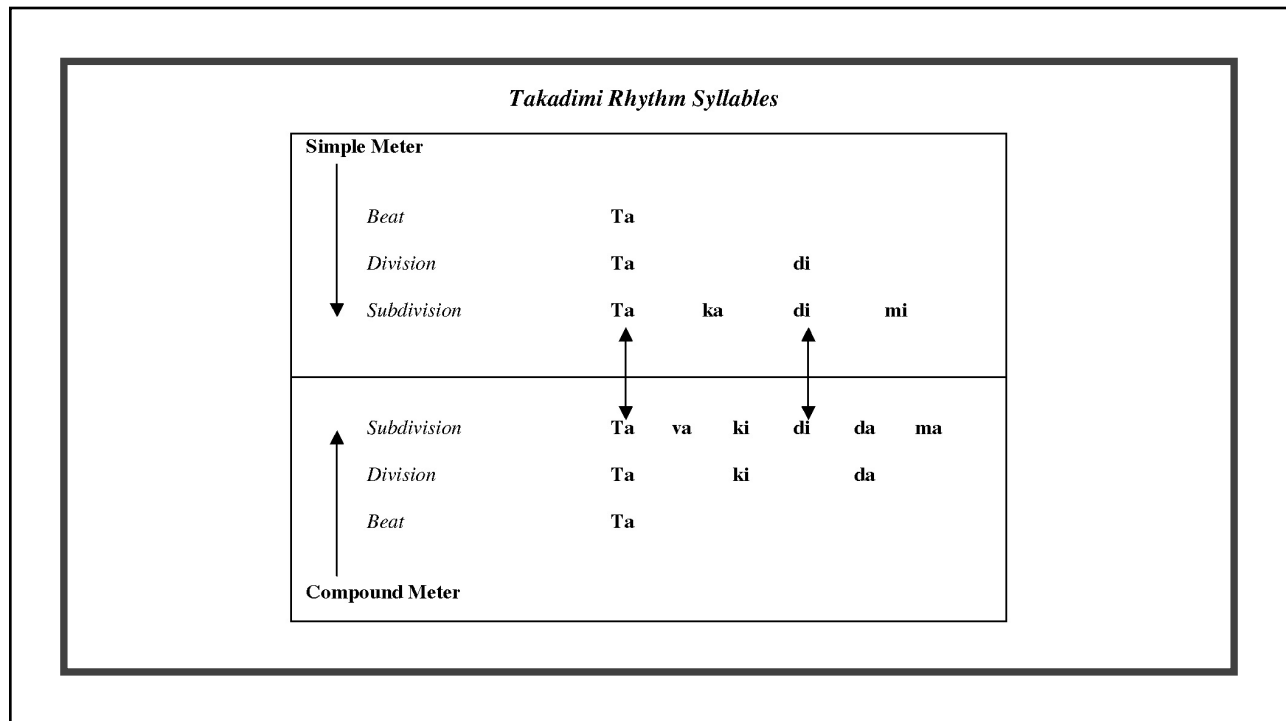 Takadimi Rhythm Syllables
Simple Meter
Beat Ta
Division Ta di
Subdivision Ta ka di mi
Subdivision Ta va ki di da ma
Division Ta ki da
Beat Ta
Compound Meter